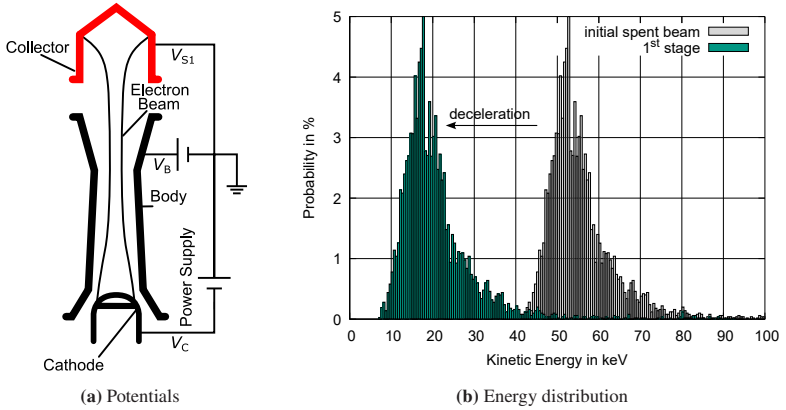 Collector
V_S1
Electron
Beam
V_B
Body
Power Supply
V_C
Cathode
(a) Potentials
initial spent beam
1st stage
deceleration
Probability in %
5
4
3
2
1
0
0 10 20 30 40 50 60 70 80 90 100
Kinetic Energy in keV
(b) Energy distribution